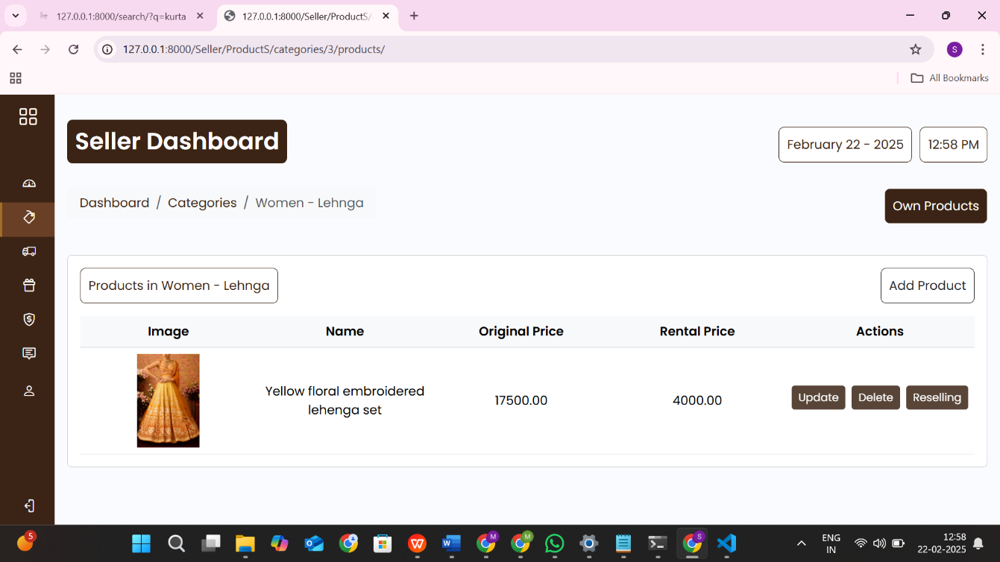 127.0.0.1:8000/search/?q=kurta
127.0.0.1:8000/Seller/ProductS/
127.0.0.1:8000/Seller/ProductS/categories/3/products/
S
All Bookmarks
Seller Dashboard
February 22 - 2025
12:58 PM
Dashboard / Categories / Women - Lehnga
Own Products
Products in Women - Lehnga
Add Product
Image Name Original Price Rental Price Actions
Yellow floral embroidered
lehenga set
17500.00
4000.00
Update
Delete
Reselling
5
W
M
M
S
ENG
IN
12:58
22-02-2025